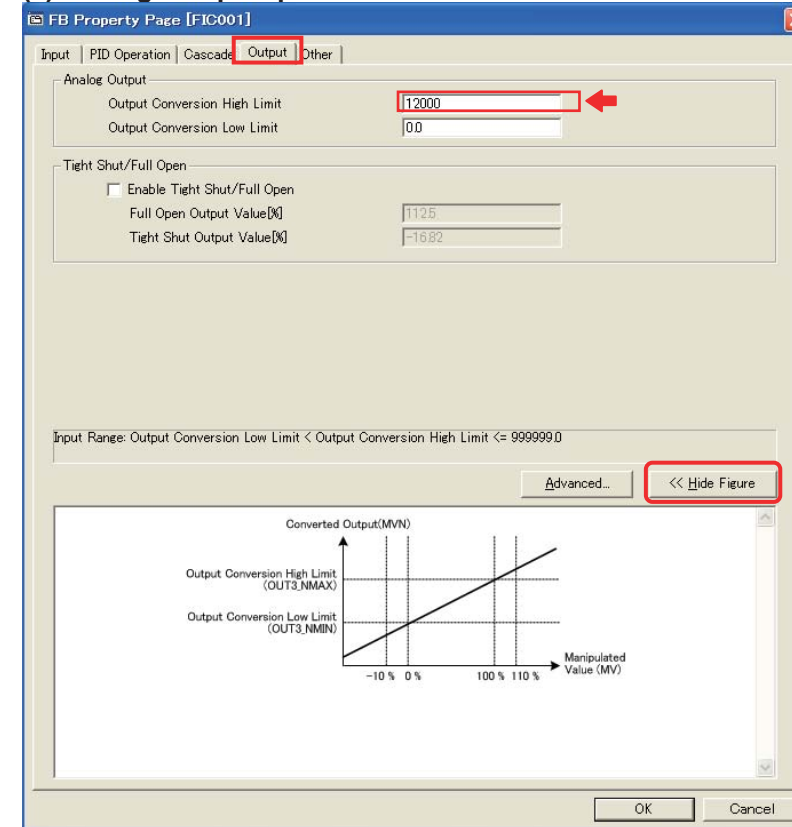 FB Property Page [FIC001]
Input PID Operation Cascade Output Other
Analog Output
Output Conversion High Limit 12000
Output Conversion Low Limit 0.0
Tight Shut/Full Open
Enable Tight Shut/Full Open
Full Open Output Value[%] 112.5
Tight Shut Output Value[%] -16.82
Input Range: Output Conversion Low Limit < Output Conversion High Limit <= 999999.0
Advanced... << Hide Figure
Converted Output(MVN)
Output Conversion High Limit
(OUT3_NMAX)
Output Conversion Low Limit
(OUT3_NMIN)
Manipulated
Value (MV)
-10 % 0 % 100 % 110 %
OK Cancel